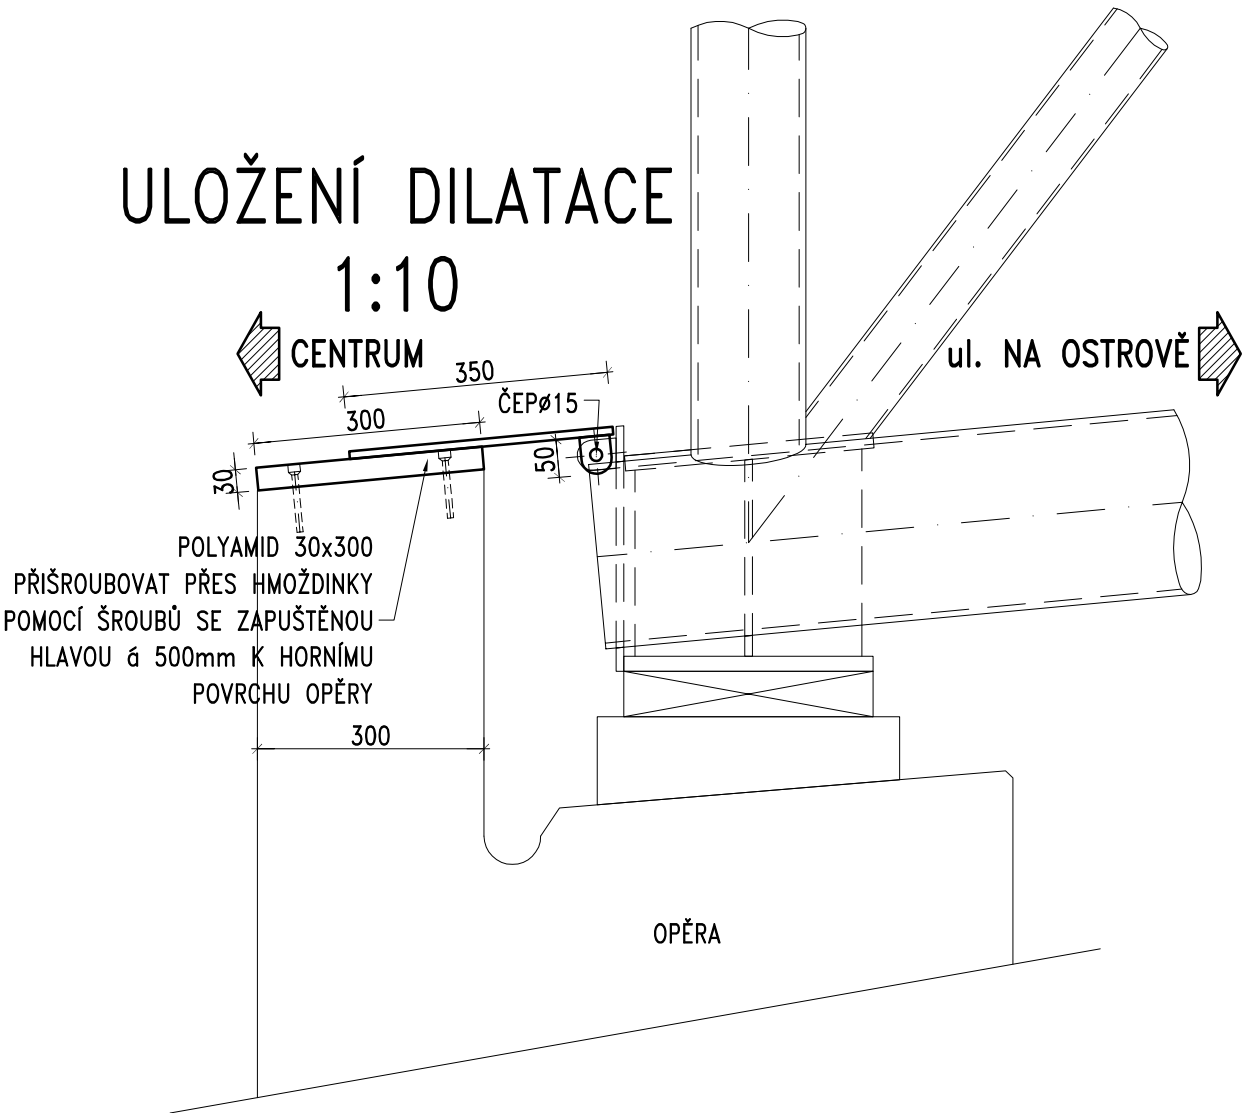 ULOŽENÍ DILATACE
1:10
CENTRUM
ul. NA OSTROVĚ
350
ČEPø15
300
50
30
POLYAMID 30x300
PŘIŠROUBOVAT PŘES HMOŽDINKY
POMOCÍ ŠROUBŮ SE ZAPUŠTĚNOU
HLAVOU á 500mm K HORNÍMU
POVRCHU OPĚRY
300
OPĚRA